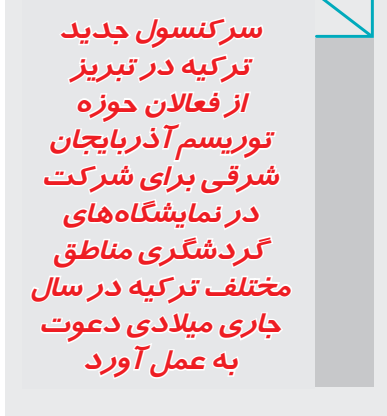 سرکنسول جدید
ترکیه در تبریز
از فعالان حوزه
توریسم آذربایجان
شرقی برای شرکت
در نمایشگاه‌های
گردشگری مناطق
مختلف ترکیه در سال
جاری میلادی دعوت
به عمل آورد